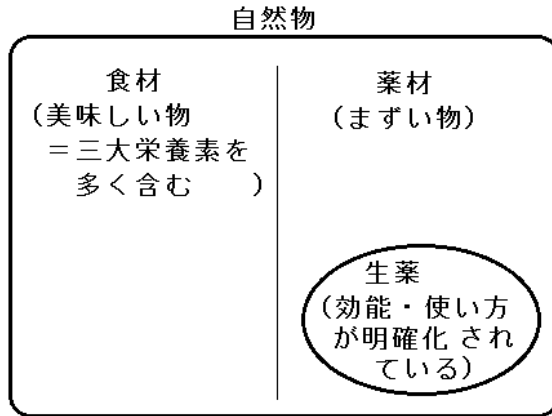 自然物
食材
(美味しい物
＝三大栄養素を
多く含む　　)
薬材
(まずい物)
生薬
(効能・使い方
が明確化 され
ている)